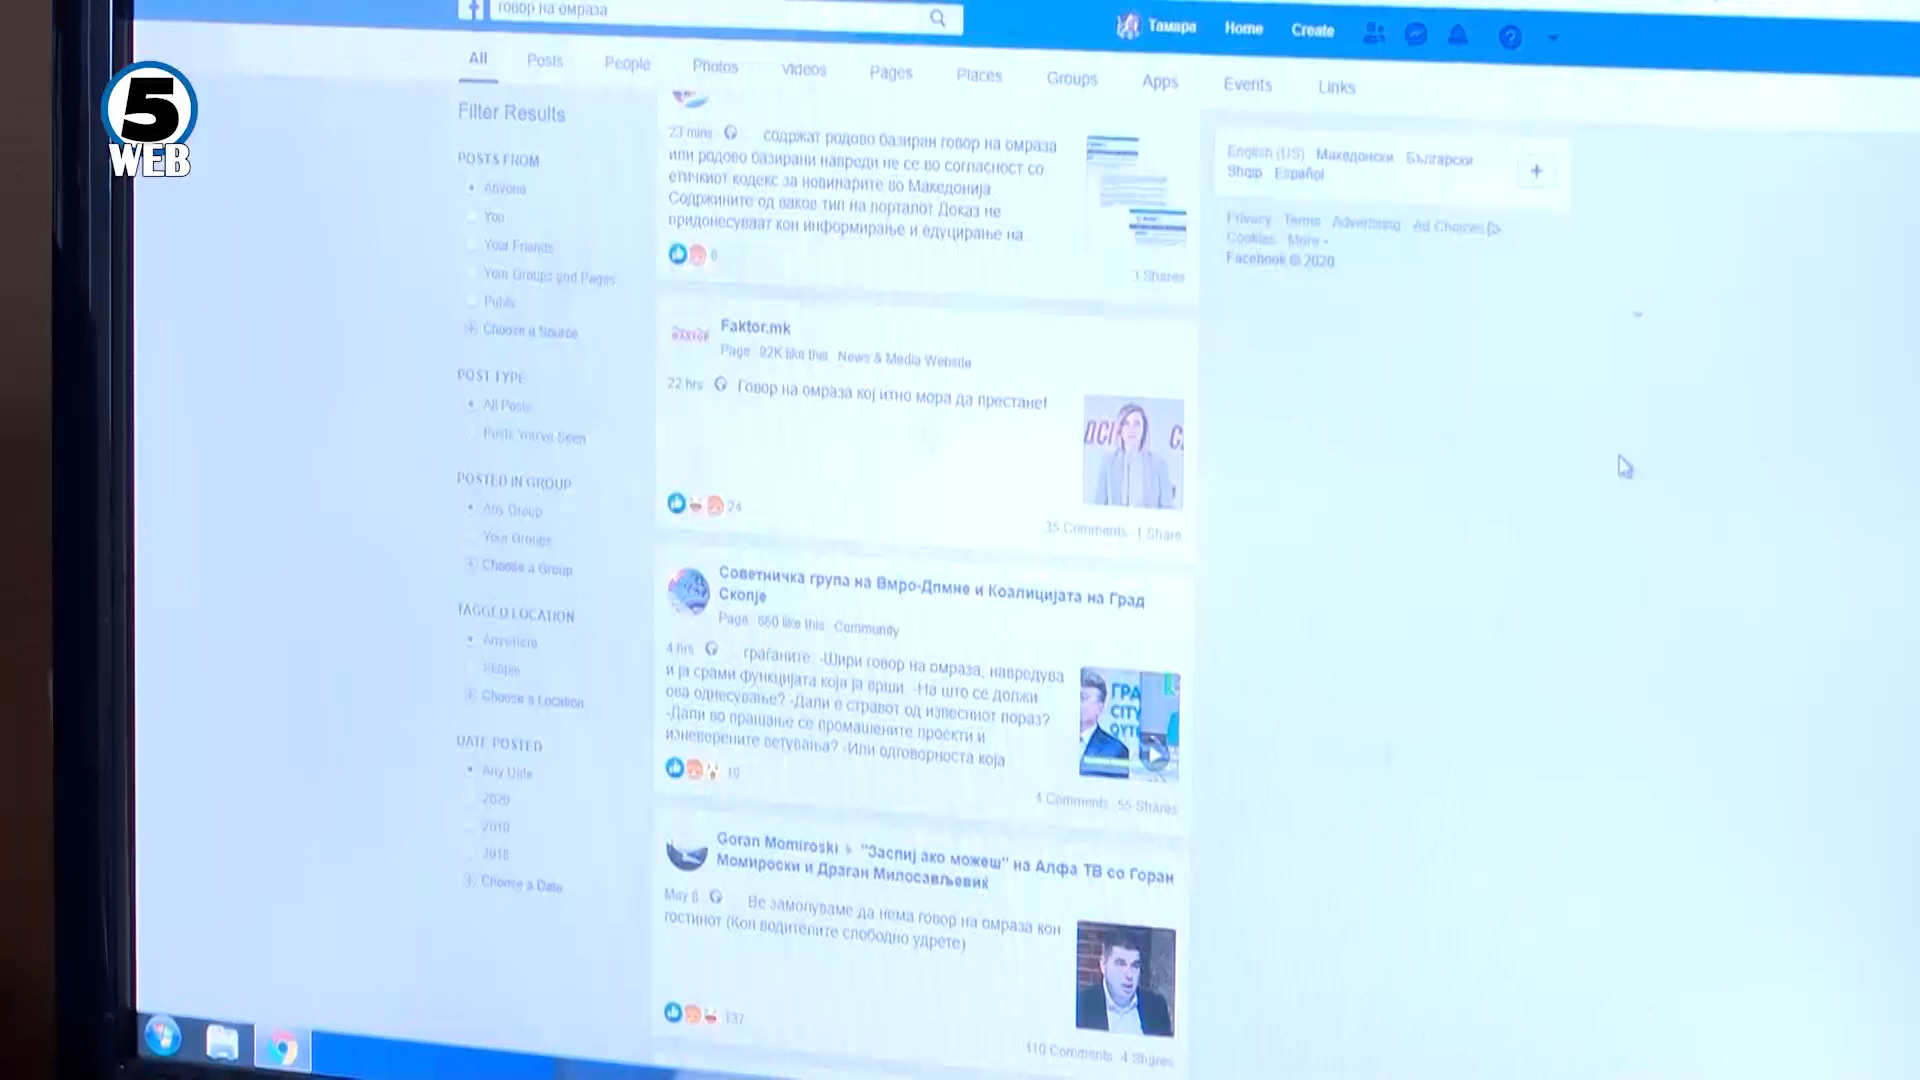 говор на омраза
Тамара Home Create
All Posts People Photos Videos Pages Places Groups Apps Events Links
5
WEB
Filter Results
POSTS FROM
Anyone
You
Your Friends
Your Groups and Pages
Public
Choose a Source
POST TYPE
All Posts
Posts You've Seen
POSTED IN GROUP
Any Group
Your Groups
Choose a Group
TAGGED LOCATION
Anywhere
Skopje
Choose a Location
DATE POSTED
Any Date
2020
2019
2018
Choose a Date
23 mins содржат родово базиран говор на омраза
или родово базирани навреди не се во согласност со
етичкиот кодекс за новинарите во Македонија
Содржините од ваков тип на порталот Доказ не
придонесуваат кон информирање и едуцирање на
3 Shares
Faktor.mk
Page 92K like this News & Media Website
22 hrs Говор на омраза кој итно мора да престане!
24
35 Comments 1 Share
Советничка група на Вмро-Дпмне и Коалицијата на Град
Скопје
Page 860 like this Community
4 hrs граѓаните -Шири говор на омраза, навредува
и ја срами функцијата која ја врши. -На што се должи
ова однесување? -Дали е стравот од извесниот пораз?
-Дали во прашање се промашените проекти и
изневерените ветувања? -Или одговорноста која
ГРА
CITY
QYTE
19
4 Comments 55 Shares
Goran Momiroski ▸ "Заспиј ако можеш" на Алфа ТВ со Горан
Момироски и Драган Милосављевиќ
May 8 Ве замолуваме да нема говор на омраза кон
гостинот (Кон водителите слободно удрете)
137
110 Comments 4 Shares
English (US) Македонски Български
Shqip Español
Privacy Terms Advertising Ad Choices
Cookies More
Facebook © 2020